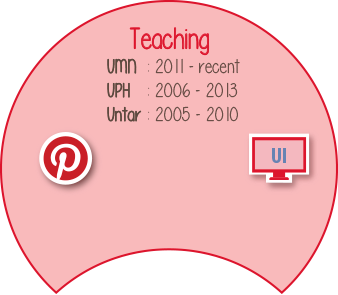 Teaching
UMN : 2011 - recent
UPH : 2006 - 2013
Untar : 2005 - 2010
UI